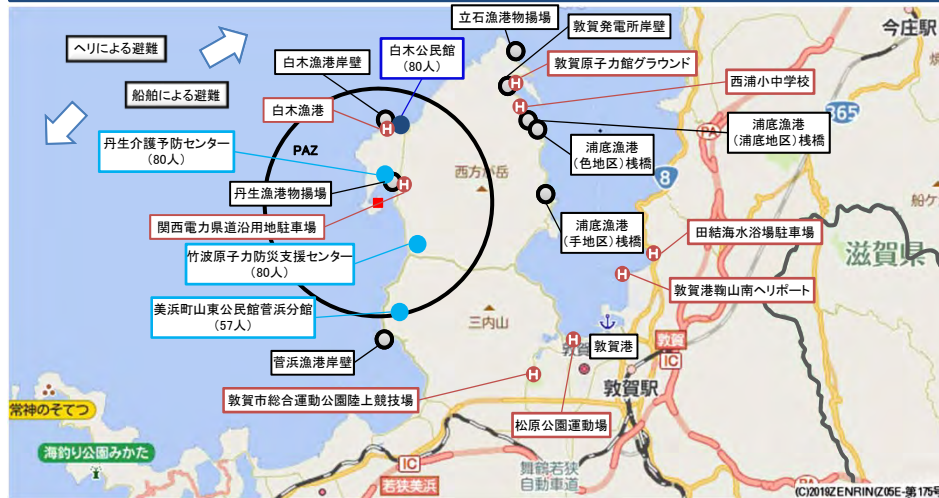 ヘリによる避難
船舶による避難
立石漁港物揚場
敦賀発電所岸壁
今庄駅
白木公民館
(80人)
白木漁港岸壁
敦賀原子力館グラウンド
西浦小中学校
白木漁港
PA
365
浦底漁港
(浦底地区)桟橋
PAZ
丹生介護予防センター
(80人)
浦底漁港
(色地区)桟橋
西方が岳
8
丹生漁港物揚場
船ヶ
関西電力県道沿用地駐車場
浦底漁港
(手地区)桟橋
田結海水浴場駐車場
滋賀県
竹波原子力防災支援センター
(80人)
敦賀港鞠山南ヘリポート
美浜町山東公民館菅浜分館
(57人)
三内山
敦賀
IC
敦賀港
菅浜漁港岸壁
敦賀駅
敦賀市総合運動公園陸上競技場
松原公園運動場
常神のそてつ
海釣り公園みかた
IC
若狭美浜
舞鶴若狭
自動車道
(C)2019ZENRINZ05E-第175号